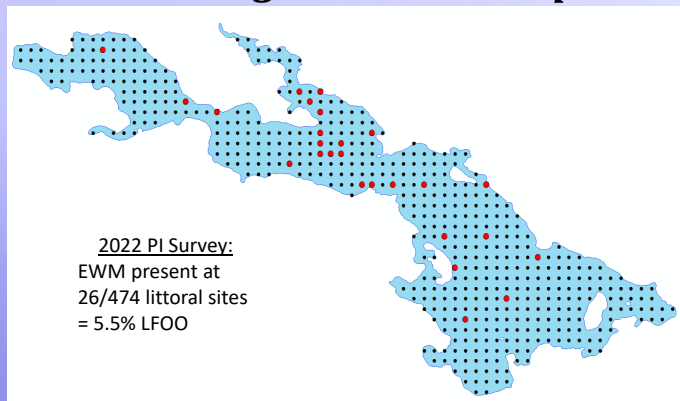 2022 PI Survey:
EWM present at
26/474 littoral sites
= 5.5% LFOO